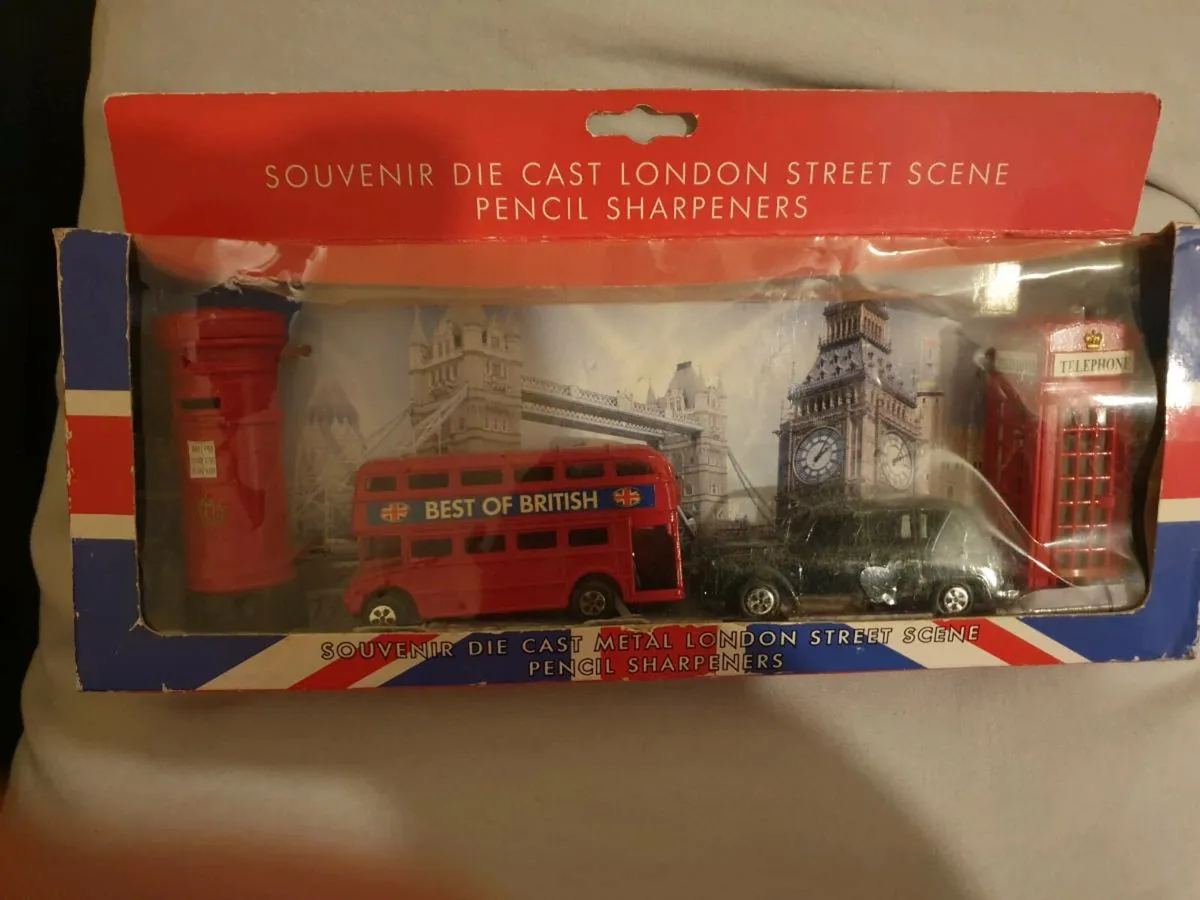 SOUVENIR DIE CAST LONDON STREET SCENE
PENCIL SHARPENERS
TELEPHONE
BEST OF BRITISH
SOUVENIR DIE CAST METAL LONDON STREET SCENE
PENCIL SHARPENERS